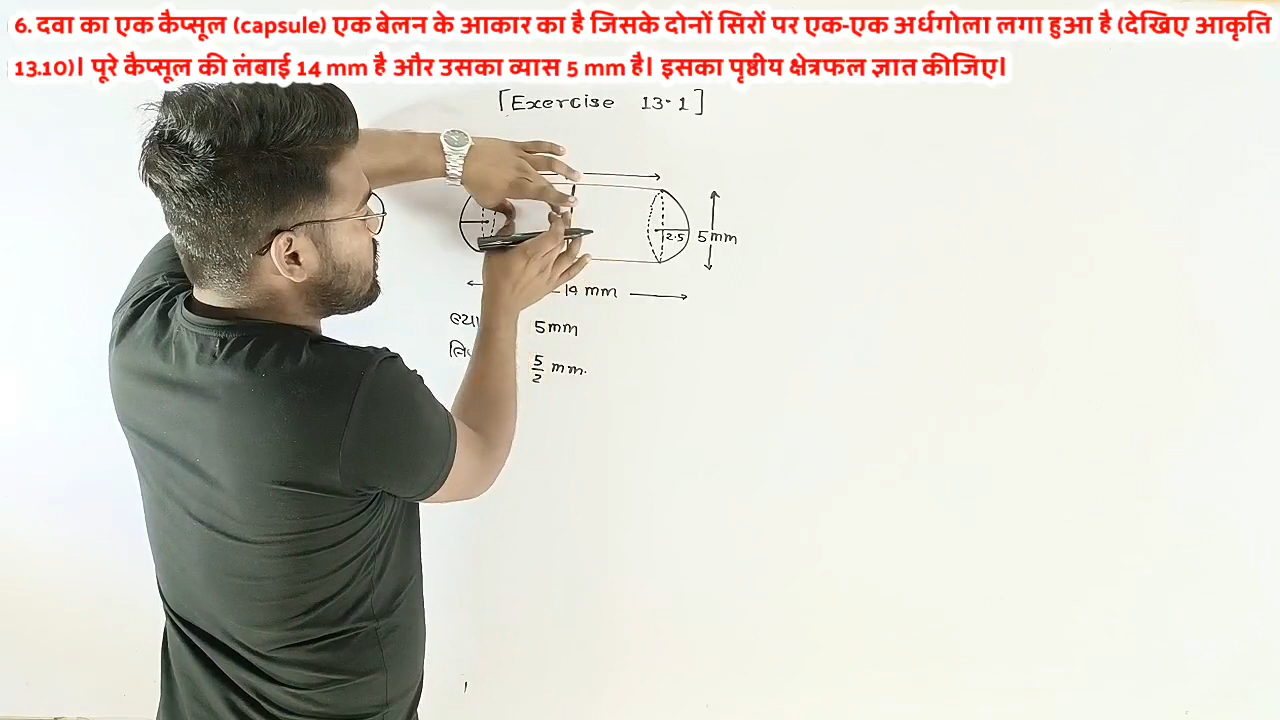 6. दवा का एक कैप्सूल (capsule) एक बेलन के आकार का है जिसके दोनों सिरों पर एक-एक अर्धगोला लगा हुआ है (देखिए आकृति
13.10)। पूरे कैप्सूल की लंबाई 14 mm है और उसका व्यास 5 mm है। इसका पृष्ठीय क्षेत्रफल ज्ञात कीजिए।
[Exercise 13.1]
2.5 5mm
14 mm
5mm
5/2 mm.